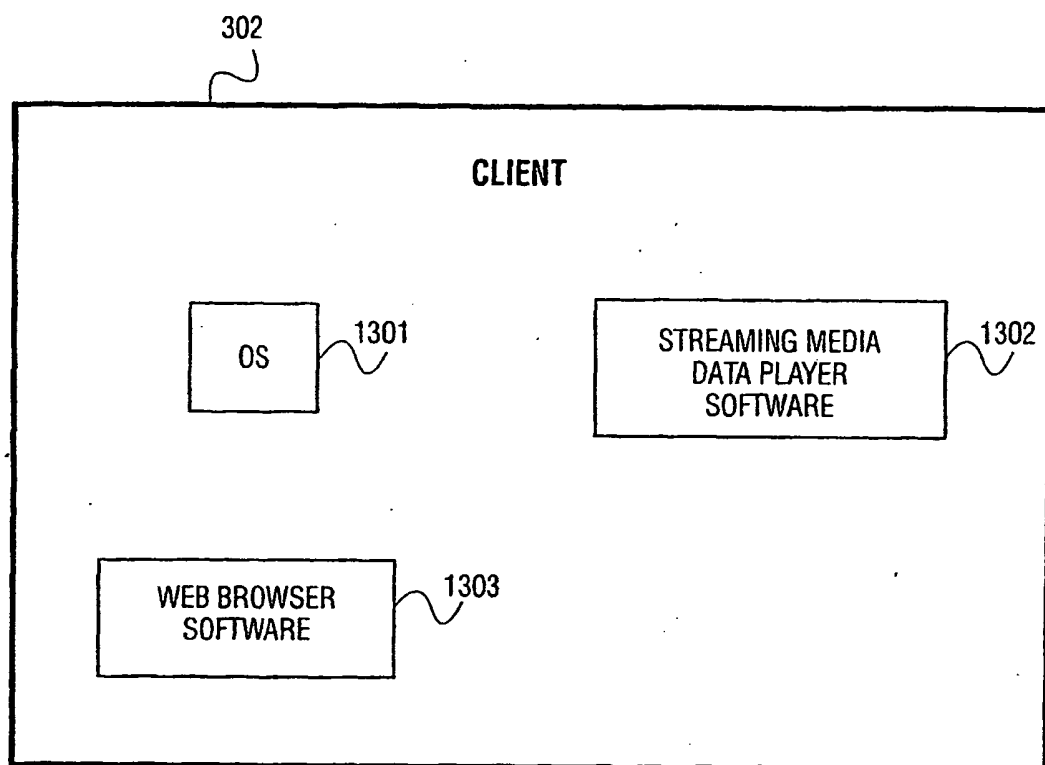 302
CLIENT
OS
1301
STREAMING MEDIA
DATA PLAYER
SOFTWARE
1302
WEB BROWSER
SOFTWARE
1303